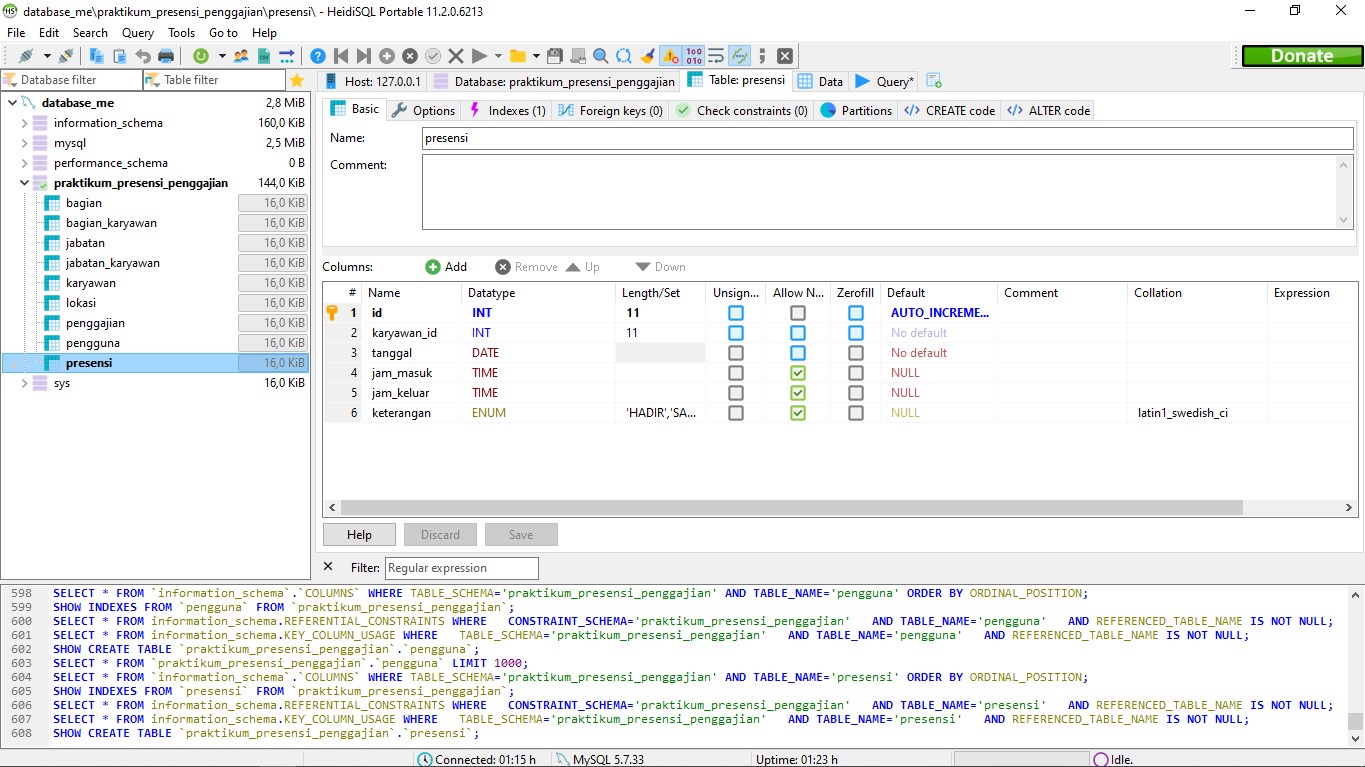 database_me\praktikum_presensi_penggajian\presensi\ - HeidiSQL Portable 11.2.0.6213
File Edit Search Query Tools Go to Help
Donate
Database filter Table filter
Host: 127.0.0.1 Database: praktikum_presensi_penggajian Table: presensi Data Query*
database_me 2,8 MiB
information_schema 160,0 KiB
mysql 2,5 MiB
performance_schema 0 B
praktikum_presensi_penggajian 144,0 KiB
bagian 16,0 KiB
bagian_karyawan 16,0 KiB
jabatan 16,0 KiB
jabatan_karyawan 16,0 KiB
karyawan 16,0 KiB
lokasi 16,0 KiB
penggajian 16,0 KiB
pengguna 16,0 KiB
presensi 16,0 KiB
sys 16,0 KiB
Basic Options Indexes (1) Foreign keys (0) Check constraints (0) Partitions CREATE code ALTER code
Name: presensi
Comment:
Columns: Add Remove Up Down
# Name Datatype Length/Set Unsign... Allow N... Zerofill Default Comment Collation Expression
1 id INT 11 AUTO_INCREME...
2 karyawan_id INT 11 No default
3 tanggal DATE No default
4 jam_masuk TIME NULL
5 jam_keluar TIME NULL
6 keterangan ENUM 'HADIR','SA... NULL latin1_swedish_ci
Help Discard Save
Filter: Regular expression
598 SELECT * FROM `information_schema`.`COLUMNS` WHERE TABLE_SCHEMA='praktikum_presensi_penggajian' AND TABLE_NAME='pengguna' ORDER BY ORDINAL_POSITION;
599 SHOW INDEXES FROM `pengguna` FROM `praktikum_presensi_penggajian`;
600 SELECT * FROM information_schema.REFERENTIAL_CONSTRAINTS WHERE   CONSTRAINT_SCHEMA='praktikum_presensi_penggajian'   AND TABLE_NAME='pengguna'   AND REFERENCED_TABLE_NAME IS NOT NULL;
601 SELECT * FROM information_schema.KEY_COLUMN_USAGE WHERE   TABLE_SCHEMA='praktikum_presensi_penggajian'   AND TABLE_NAME='pengguna'   AND REFERENCED_TABLE_NAME IS NOT NULL;
602 SHOW CREATE TABLE `praktikum_presensi_penggajian`.`pengguna`;
603 SELECT * FROM `praktikum_presensi_penggajian`.`pengguna` LIMIT 1000;
604 SELECT * FROM `information_schema`.`COLUMNS` WHERE TABLE_SCHEMA='praktikum_presensi_penggajian' AND TABLE_NAME='presensi' ORDER BY ORDINAL_POSITION;
605 SHOW INDEXES FROM `presensi` FROM `praktikum_presensi_penggajian`;
606 SELECT * FROM information_schema.REFERENTIAL_CONSTRAINTS WHERE   CONSTRAINT_SCHEMA='praktikum_presensi_penggajian'   AND TABLE_NAME='presensi'   AND REFERENCED_TABLE_NAME IS NOT NULL;
607 SELECT * FROM information_schema.KEY_COLUMN_USAGE WHERE   TABLE_SCHEMA='praktikum_presensi_penggajian'   AND TABLE_NAME='presensi'   AND REFERENCED_TABLE_NAME IS NOT NULL;
608 SHOW CREATE TABLE `praktikum_presensi_penggajian`.`presensi`;
Connected: 01:15 h MySQL 5.7.33 Uptime: 01:23 h Idle.